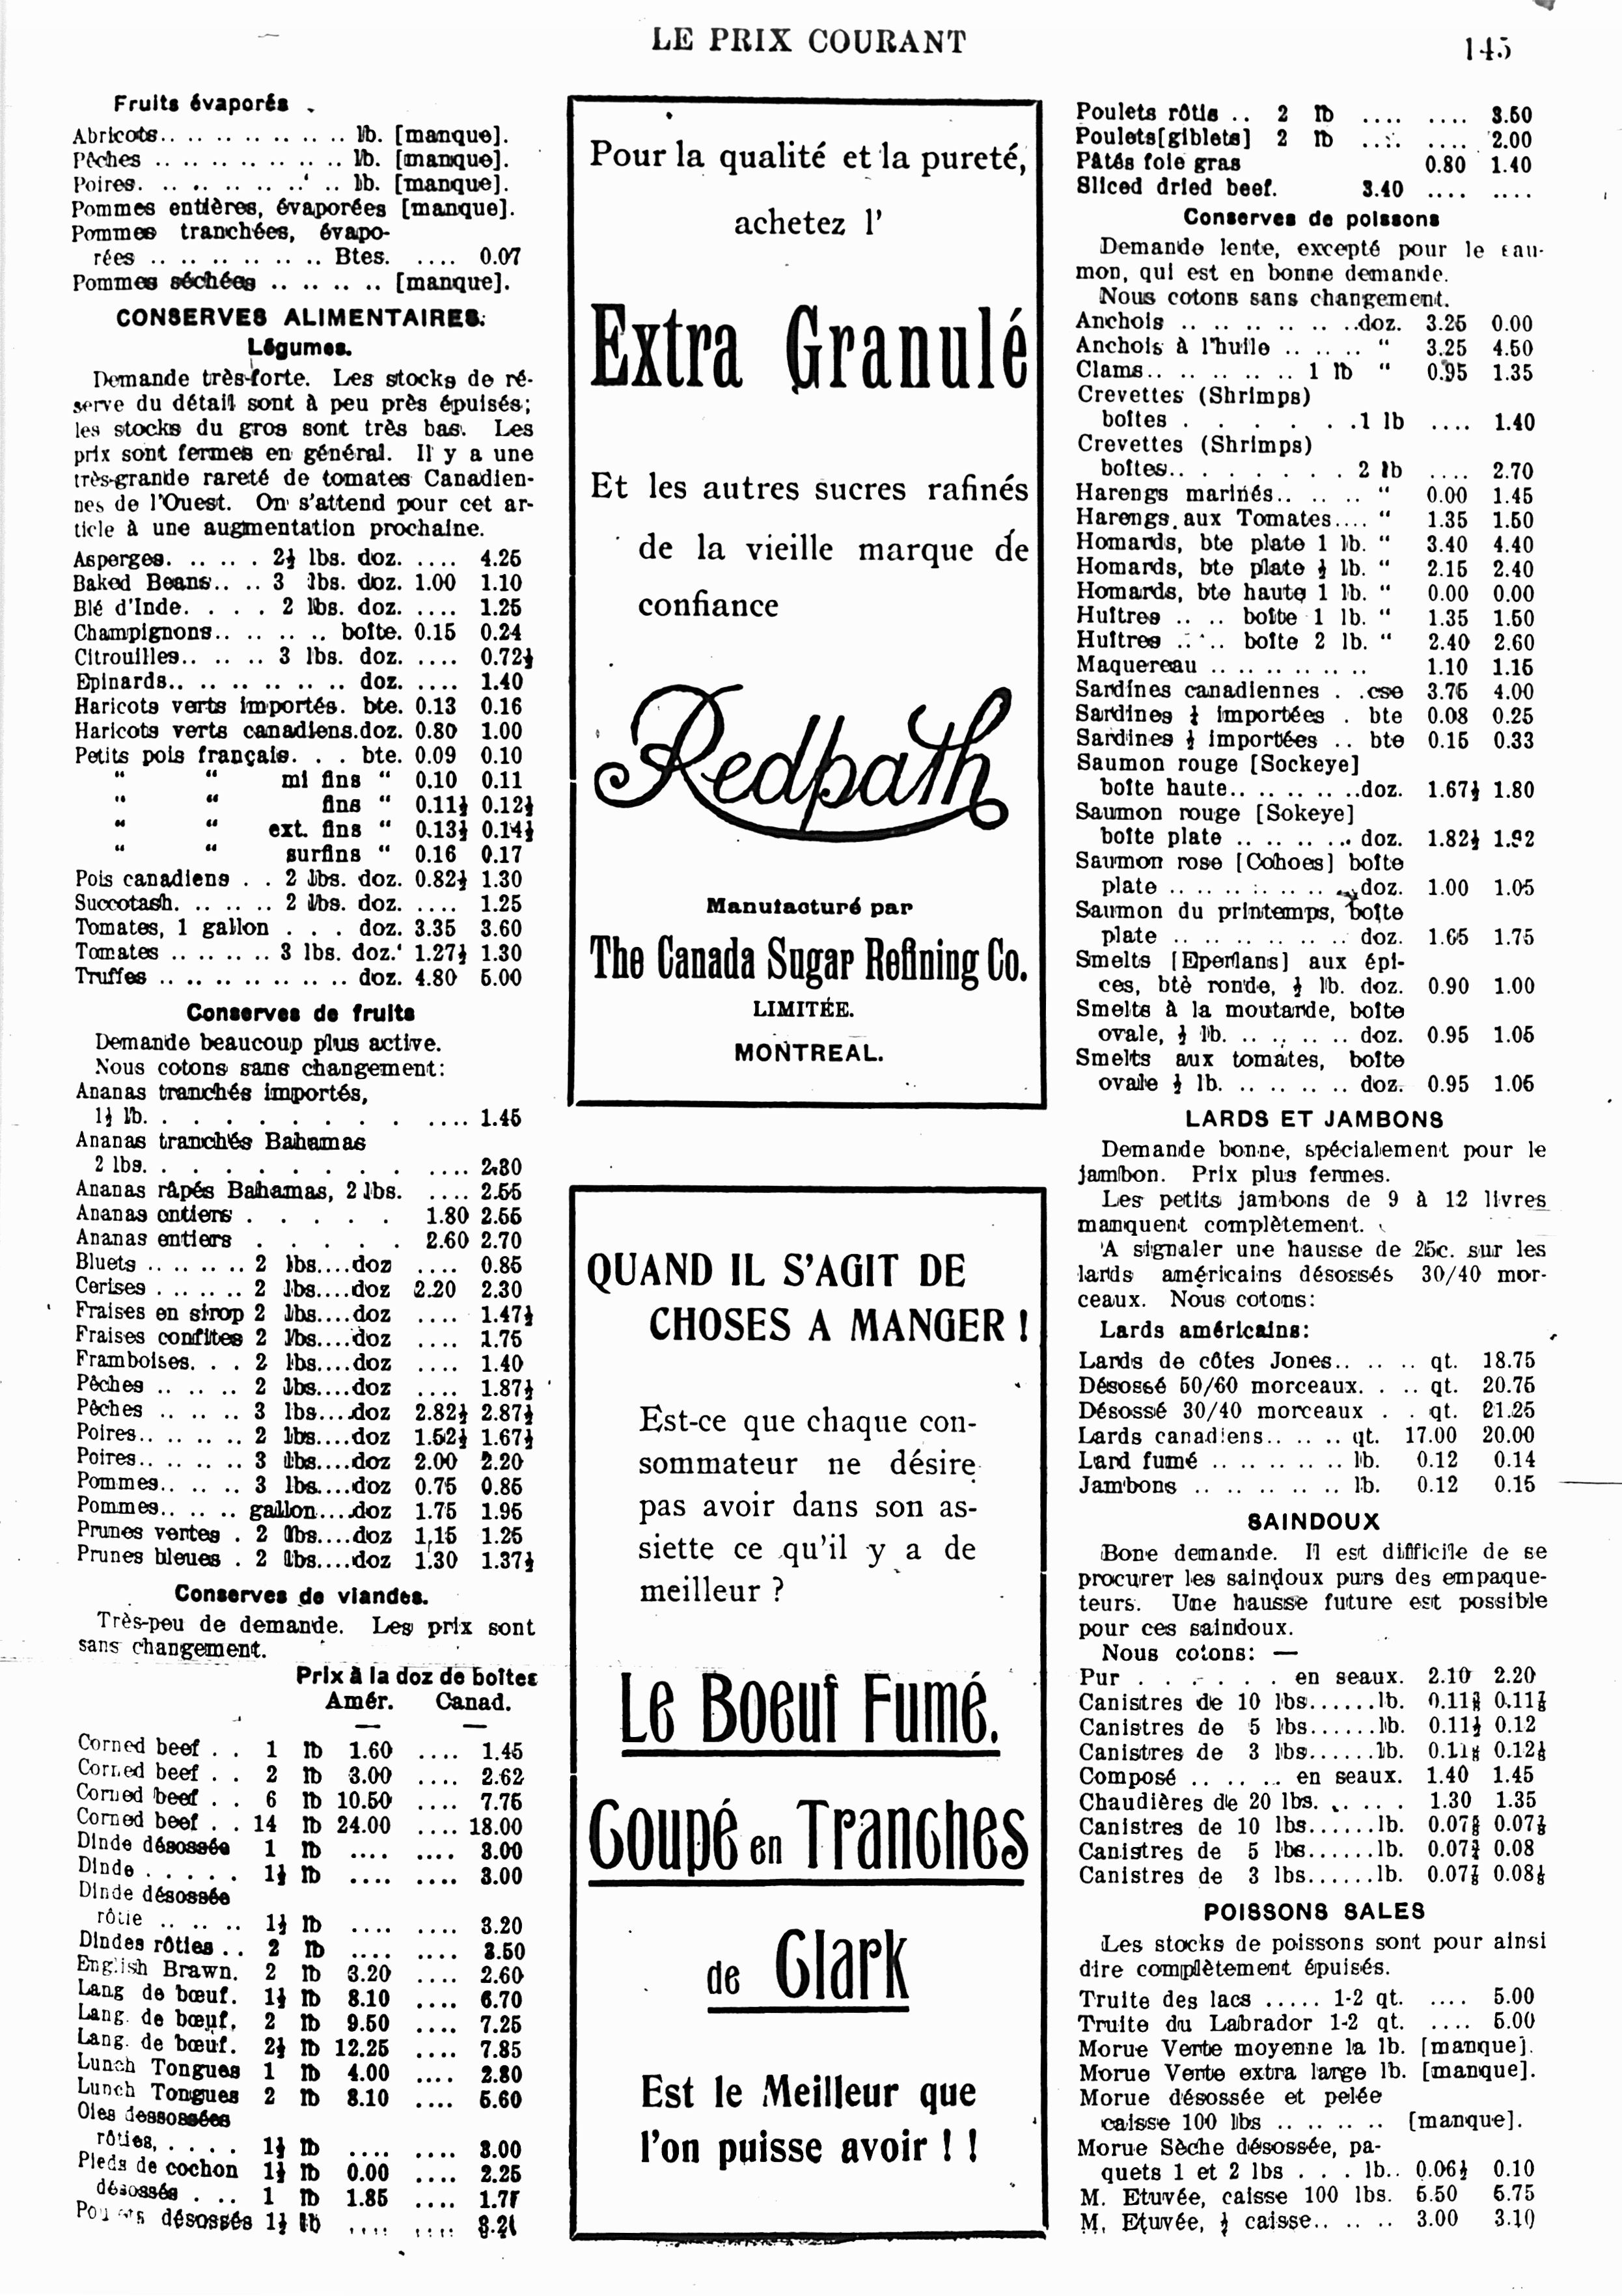 LE PRIX COURANT
145
Fruits évaporés
Abricots.. .. .. .. .. .. .. .. lb. [manque].
Pêches .. .. .. .. .. .. .. .. lb. [manque].
Poires. .. .. .. .. .. .. .. lb. [manque].
Pommes entières, évaporées [manque].
Pommes tranchées, évapo-
rées .. .. .. .. .. .. .. Btes. .... 0.07
Pommes séchées .. .. .. .. [manque].
CONSERVES ALIMENTAIRES.
Légumes.
Demande très-forte. Les stocks de ré-
serve du détail sont à peu près épuisés;
les stocks du gros sont très bas. Les
prix sont fermes en général. Il y a une
très-grande rareté de tomates Canadien-
nes de l'Ouest. On s'attend pour cet ar-
ticle à une augmentation prochaine.
Asperges. .. .. . 2½ lbs. doz. .... 4.25
Baked Beans.. .. 3 lbs. doz. 1.00 1.10
Blé d'Inde. . . . 2 lbs. doz. .... 1.25
Champignons.. .. .. .. boîte. 0.15 0.24
Citrouilles.. .. .. 3 lbs. doz. .... 0.72½
Epinards.. .. .. .. .. .. doz. .... 1.40
Haricots verts importés. bte. 0.13 0.16
Haricots verts canadiens.doz. 0.80 1.00
Petits pois français. . . bte. 0.09 0.10
" " mi fins " 0.10 0.11
" " fins " 0.11½ 0.12½
" " ext. fins " 0.13½ 0.14½
" " surfins " 0.16 0.17
Pois canadiens . . 2 lbs. doz. 0.82½ 1.30
Succotash. .. .. .. 2 lbs. doz. .... 1.25
Tomates, 1 gallon . . . doz. 3.35 3.60
Tomates .. .. .. .. 3 lbs. doz. 1.27½ 1.30
Truffes .. .. .. .. .. .. .. doz. 4.80 5.00
Conserves de fruits
Demande beaucoup plus active.
Nous cotons sans changement:
Ananas tranchés importés,
1½ lb. . . . . . . . . .... 1.45
Ananas tranchés Bahamas
2 lbs. . . . . . . . . .... 2.30
Ananas râpés Bahamas, 2 lbs. .... 2.55
Ananas entiers . . . . . 1.80 2.55
Ananas entiers . . . . . 2.60 2.70
Bluets .. .. .. .. 2 lbs....doz .... 0.85
Cerises . .. .. .. 2 lbs....doz 2.20 2.30
Fraises en sirop 2 lbs....doz .... 1.47½
Fraises confites 2 lbs....doz .... 1.75
Framboises. . . 2 lbs....doz .... 1.40
Pêches .. .. .. 2 lbs....doz .... 1.87½
Pêches .. .. .. 3 lbs....doz 2.82½ 2.87½
Poires.. .. .. .. 2 lbs....doz 1.52½ 1.67½
Poires.. .. .. .. 3 lbs....doz 2.00 2.20
Pommes.. .. .. 3 lbs....doz 0.75 0.85
Pommes.. .. .. gallon....doz 1.75 1.95
Prunes vertes . 2 lbs....doz 1.15 1.25
Prunes bleues . 2 lbs....doz 1.30 1.37½
Conserves de viandes.
Très-peu de demande. Les prix sont
sans changement.
Prix à la doz de boîtes
Amér. Canad.
Corned beef . . 1 lb 1.60 .... 1.45
Corned beef . . 2 lb 3.00 .... 2.62
Corned beef . . 6 lb 10.50 .... 7.75
Corned beef . . 14 lb 24.00 .... 18.00
Dinde désossée 1 lb .... .... 3.00
Dinde . . . . . 1½ lb .... .... 3.00
Dinde désossée
rôtie .. .. .. 1½ lb .... .... 3.20
Dindes rôties . . 2 lb .... .... 3.50
English Brawn. 2 lb 3.20 .... 2.60
Lang de bœuf. 1½ lb 8.10 .... 6.70
Lang. de bœuf. 2 lb 9.50 .... 7.25
Lang. de bœuf. 2½ lb 12.25 .... 7.85
Lunch Tongues 1 lb 4.00 .... 2.80
Lunch Tongues 2 lb 8.10 .... 5.60
Oies dessossées
rôties, . . . . 1½ lb .... .... 3.00
Pieds de cochon 1½ lb 0.00 .... 2.25
désossés . .. 1 lb 1.85 ....
désossés 1½ lb .... ....
Pour la qualité et la pureté,
achetez l'
Extra Granulé
Et les autres sucres rafinés
de la vieille marque de
confiance
Redpath
Manufacturé par
The Canada Sugar Refining Co.
LIMITÉE.
MONTREAL.
QUAND IL S'AGIT DE
CHOSES A MANGER !
Est-ce que chaque con-
sommateur ne désire
pas avoir dans son as-
siette ce qu'il y a de
meilleur ?
Le Boeuf Fumé.
Coupé en Tranches
de Clark
Est le Meilleur que
l'on puisse avoir ! !
Poulets rôtis .. 2 lb .... .... 3.50
Poulets[giblets] 2 lb .... .... 2.00
Pâtés foie gras 0.80 1.40
Sliced dried beef. 3.40 .... ....
Conserves de poissons
Demande lente, excepté pour le sau-
mon, qui est en bonne demande.
Nous cotons sans changement.
Anchois .. .. .. .. .. ..doz. 3.25 0.00
Anchois à l'huile .. .. .. " 3.25 4.50
Clams.. .. .. .. .. 1 lb " 0.95 1.35
Crevettes (Shrimps)
boîtes . . . . . .1 lb .... 1.40
Crevettes (Shrimps)
boîtes.. . . . . . . 2 lb .... 2.70
Harengs marinés.. .. .. " 0.00 1.45
Harengs aux Tomates.... " 1.35 1.50
Homards, bte plate 1 lb. " 3.40 4.40
Homards, bte plate ½ lb. " 2.15 2.40
Homards, bte haute 1 lb. " 0.00 0.00
Huîtres .. .. boîte 1 lb. " 1.35 1.50
Huîtres .. .. boîte 2 lb. " 2.40 2.60
Maquereau .. .. .. .. .. .. 1.10 1.15
Sardines canadiennes . .cse 3.75 4.00
Sardines ¼ importées . bte 0.08 0.25
Sardines ½ importées .. bte 0.15 0.33
Saumon rouge [Sockeye]
boîte haute.. .. .. .. ..doz. 1.67½ 1.80
Saumon rouge [Sokeye]
boîte plate .. .. .. .. .. doz. 1.82½ 1.92
Saumon rose [Cohoes] boîte
plate .. .. .. .. .. .. doz. 1.00 1.05
Saumon du printemps, boîte
plate .. .. .. .. .. .. doz. 1.65 1.75
Smelts [Eperlans] aux épi-
ces, btè ronde, ½ lb. doz. 0.90 1.00
Smelts à la moutarde, boîte
ovale, ½ lb. .. .. .. .. doz. 0.95 1.05
Smelts aux tomates, boîte
ovale ½ lb. .. .. .. .. doz. 0.95 1.05
LARDS ET JAMBONS
Demande bonne, spécialement pour le
jambon. Prix plus fermes.
Les petits jambons de 9 à 12 livres
manquent complètement.
A signaler une hausse de 25c. sur les
lards américains désossés 30/40 mor-
ceaux. Nous cotons:
Lards américains:
Lards de côtes Jones.. .. .. qt. 18.75
Désossé 50/60 morceaux. . .. qt. 20.75
Désossé 30/40 morceaux . . qt. 21.25
Lards canadiens.. .. .. qt. 17.00 20.00
Lard fumé .. .. .. .. .. lb. 0.12 0.14
Jambons .. .. .. .. .. .. lb. 0.12 0.15
SAINDOUX
Bone demande. Il est difficile de se
procurer les saindoux purs des empaque-
teurs. Une hausse future est possible
pour ces saindoux.
Nous cotons: —
Pur . . . . . . en seaux. 2.10 2.20
Canistres de 10 lbs......lb. 0.11⅜ 0.11⅞
Canistres de 5 lbs......lb. 0.11½ 0.12
Canistres de 3 lbs......lb. 0.11⅝ 0.12⅛
Composé .. .. .. .. en seaux. 1.40 1.45
Chaudières de 20 lbs. . . . . . 1.30 1.35
Canistres de 10 lbs......lb. 0.07⅝ 0.07⅞
Canistres de 5 lbs......lb. 0.07¾ 0.08
Canistres de 3 lbs......lb. 0.07⅞ 0.08⅛
POISSONS SALES
Les stocks de poissons sont pour ainsi
dire complètement épuisés.
Truite des lacs ..... 1-2 qt. .... 5.00
Truite du Labrador 1-2 qt. .... 5.00
Morue Verte moyenne la lb. [manque].
Morue Verte extra large lb. [manque].
Morue désossée et pelée
caisse 100 lbs .. .. .. .. [manque].
Morue Sèche désossée, pa-
quets 1 et 2 lbs . . . lb.. 0.06½ 0.10
M. Etuvée, caisse 100 lbs. 6.50 6.75
M. Etuvée, ½ caisse.. .. .. 3.00 3.10